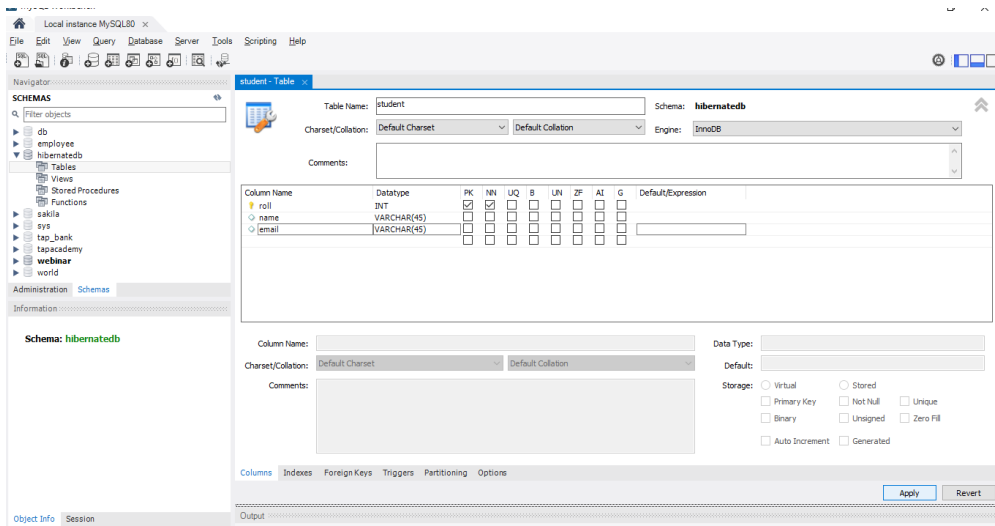 Local instance MySQL80
File Edit View Query Database Server Tools Scripting Help
Navigator
SCHEMAS
Filter objects
db
employee
hibernatedb
Tables
Views
Stored Procedures
Functions
sakila
sys
tap_bank
tapacademy
webinar
world
Administration Schemas
Information
Schema: hibernatedb
Object Info Session
student - Table
Table Name: student Schema: hibernatedb
Charset/Collation: Default Charset Default Collation Engine: InnoDB
Comments:
Column Name Datatype PK NN UQ B UN ZF AI G Default/Expression
roll INT
name VARCHAR(45)
email VARCHAR(45)
Column Name: Data Type:
Charset/Collation: Default Charset Default Collation Default:
Comments: Storage: Virtual Stored
Primary Key Not Null Unique
Binary Unsigned Zero Fill
Auto Increment Generated
Columns Indexes Foreign Keys Triggers Partitioning Options
Apply Revert
Output